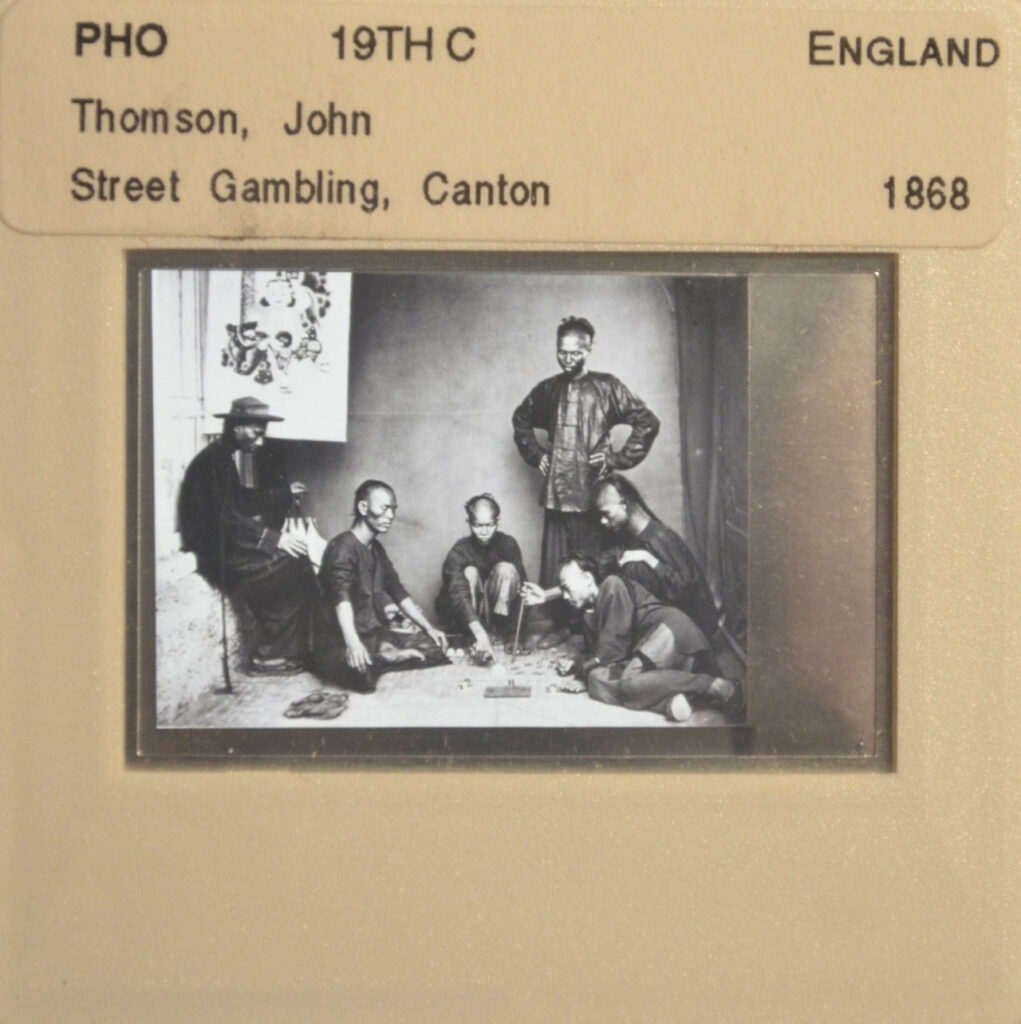 PHO 19TH C ENGLAND
Thomson, John
Street Gambling, Canton 1868